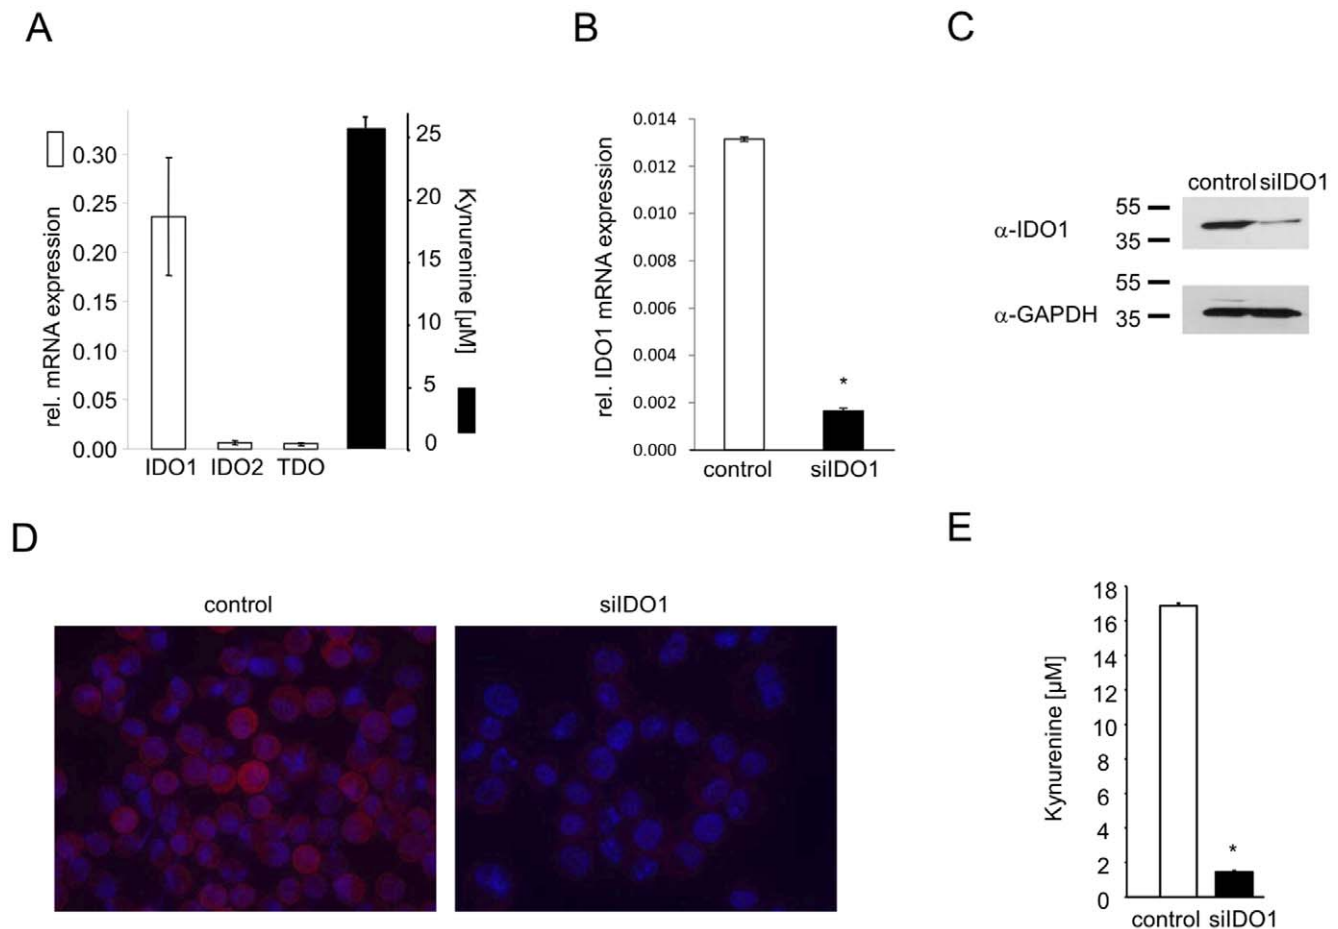 A
0.30
0.25
0.20
0.15
0.10
0.05
0.00
rel. mRNA expression
IDO1 IDO2 TDO
25
20
15
10
5
0
Kynurenine [µM]
B
0.014
0.012
0.010
0.008
0.006
0.004
0.002
0.000
rel. IDO1 mRNA expression
*
control siIDO1
C
control siIDO1
α-IDO1
55
35
α-GAPDH
55
35
D
control siIDO1
E
18
16
14
12
10
8
6
4
2
0
Kynurenine [µM]
*
control siIDO1